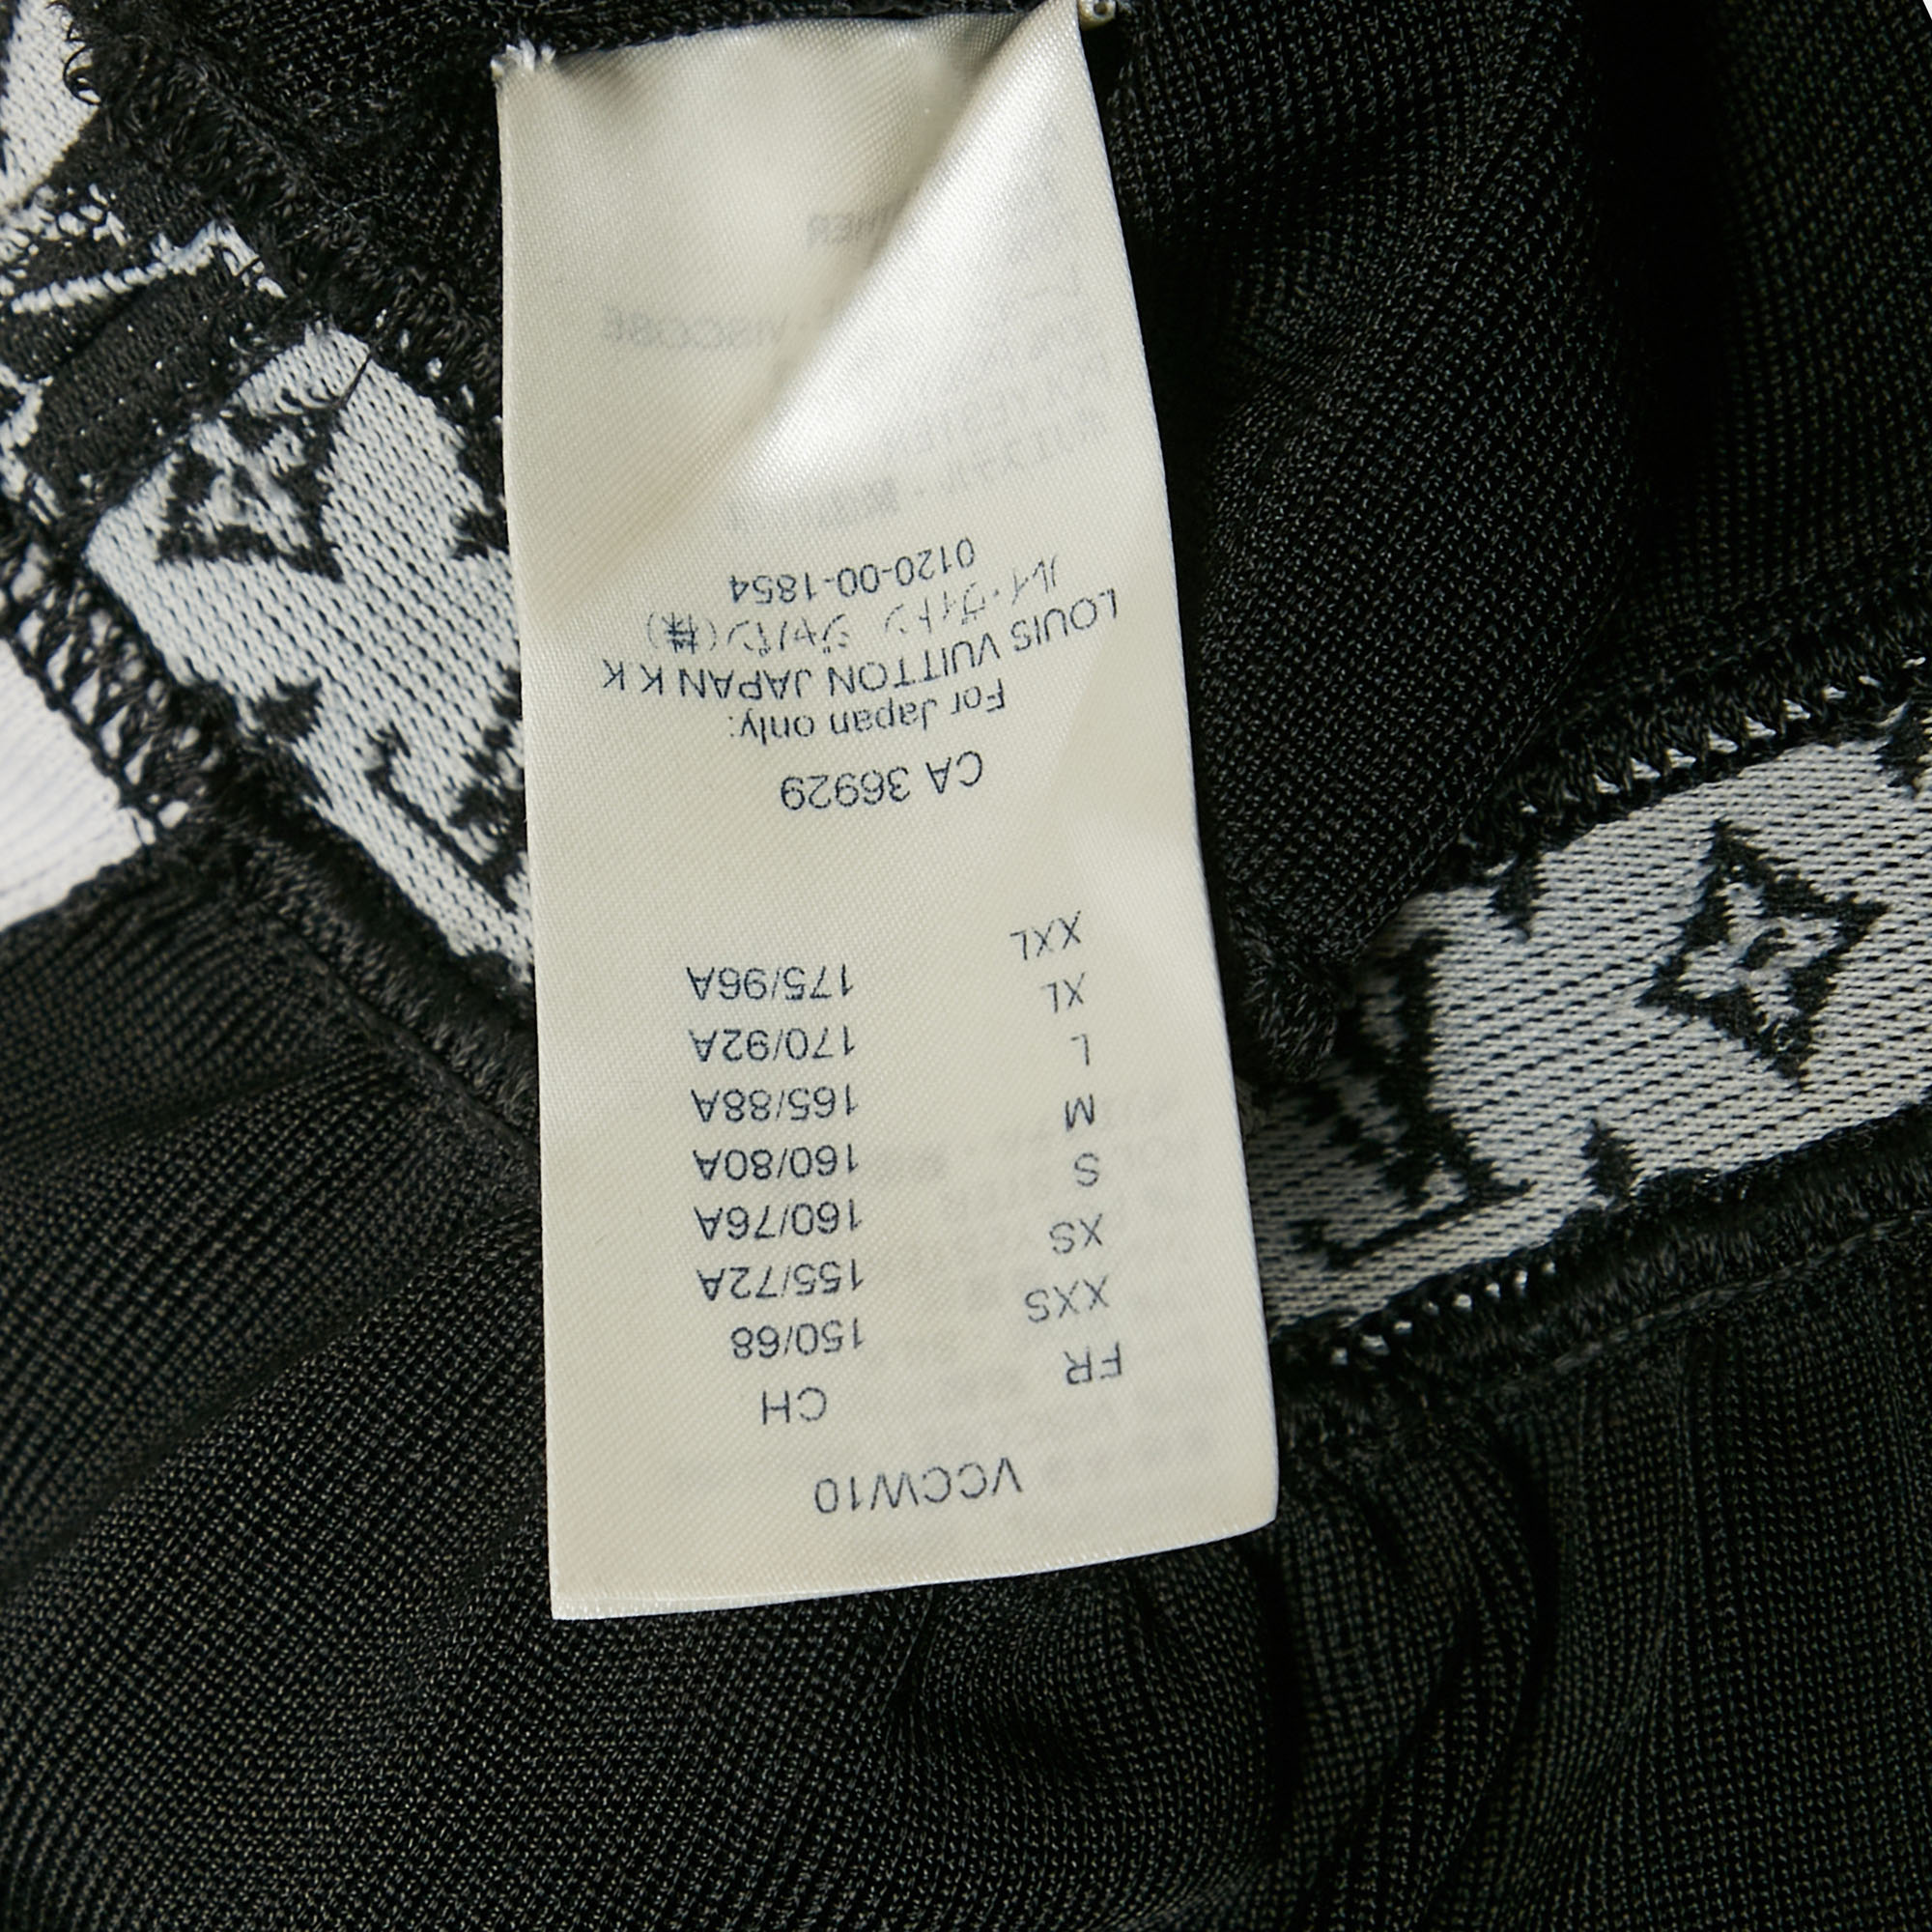 VCCW10
FR CH
XXS 150/68
XS 155/72A
S 160/76A
M 160/80A
L 165/88A
XL 170/92A
XXL 175/96A
CA 36929
For Japan only:
LOUIS VUITTON JAPAN K K
ルイ・ヴィトン ジャパン(株)
0120-00-1854
VISCOSE